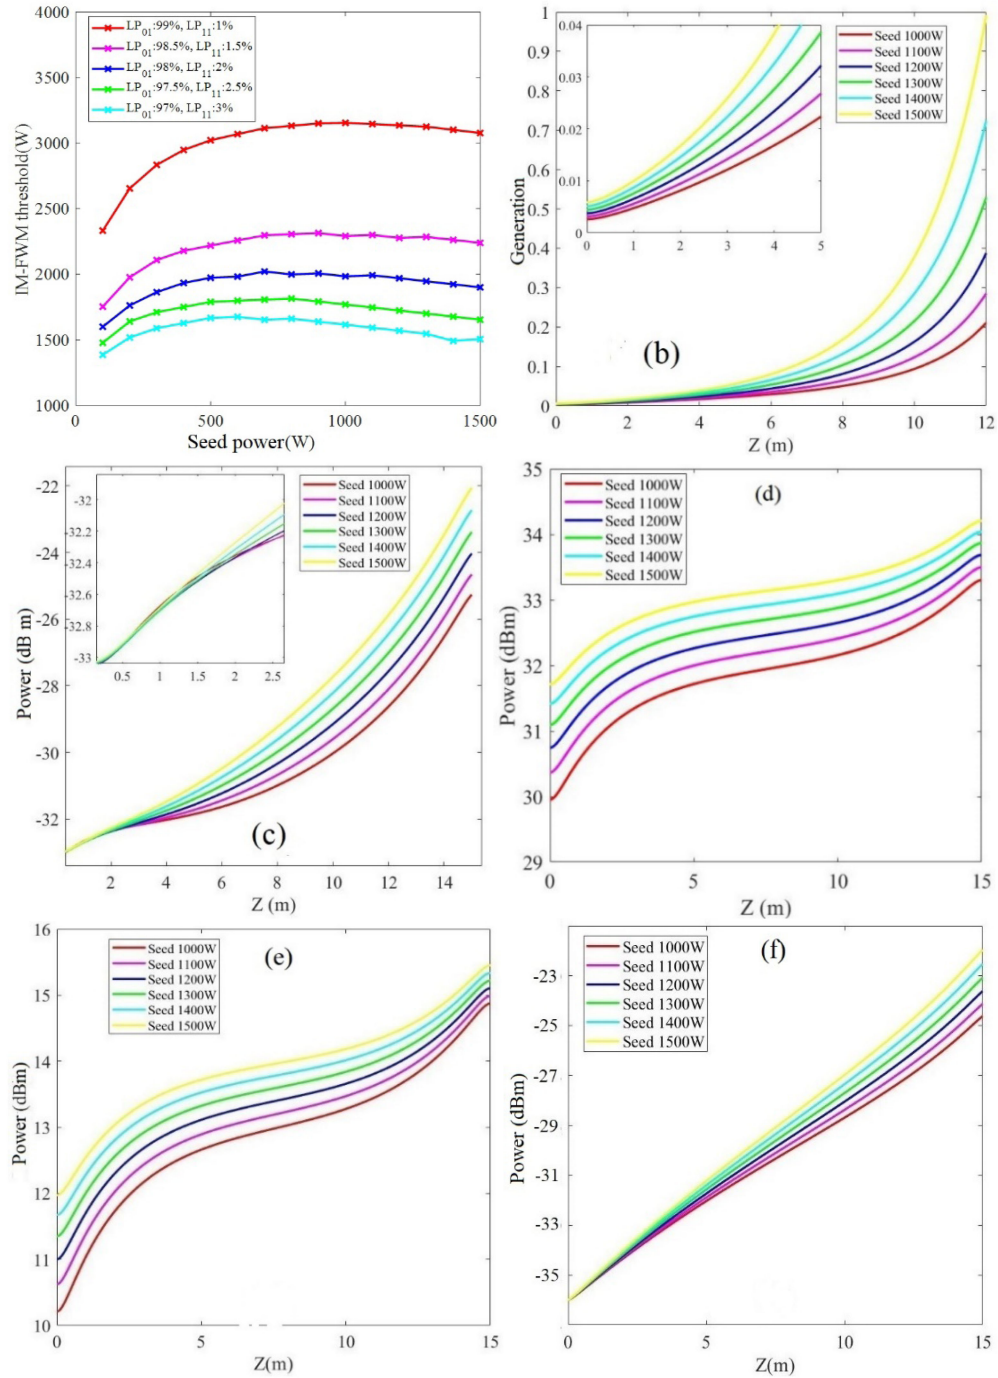 LP01:99%, LP11:1%
LP01:98.5%, LP11:1.5%
LP01:98%, LP11:2%
LP01:97.5%, LP11:2.5%
LP01:97%, LP11:3%
4000
3500
3000
2500
2000
1500
1000
0
500
1000
1500
IM-FWM threshold(W)
Seed power(W)
1
0.9
0.8
0.7
0.6
0.5
0.4
0.3
0.2
0.1
0
0
2
4
6
8
10
12
Generation
Z (m)
0.04
0.03
0.02
0.01
0
0
1
2
3
4
5
Seed 1000W
Seed 1100W
Seed 1200W
Seed 1300W
Seed 1400W
Seed 1500W
(b)
-22
-24
-26
-28
-30
-32
2
4
6
8
10
12
14
Power (dB m)
Z (m)
-32
-32.2
-32.4
-32.6
-32.8
-33
0.5
1
1.5
2
2.5
Seed 1000W
Seed 1100W
Seed 1200W
Seed 1300W
Seed 1400W
Seed 1500W
(c)
35
34
33
32
31
30
29
0
5
10
15
Power (dBm)
Z (m)
Seed 1000W
Seed 1100W
Seed 1200W
Seed 1300W
Seed 1400W
Seed 1500W
(d)
16
15
14
13
12
11
10
0
5
10
15
Power (dBm)
Z(m)
Seed 1000W
Seed 1100W
Seed 1200W
Seed 1300W
Seed 1400W
Seed 1500W
(e)
-23
-25
-27
-29
-31
-33
-35
0
5
10
15
Power (dBm)
Z(m)
Seed 1000W
Seed 1100W
Seed 1200W
Seed 1300W
Seed 1400W
Seed 1500W
(f)